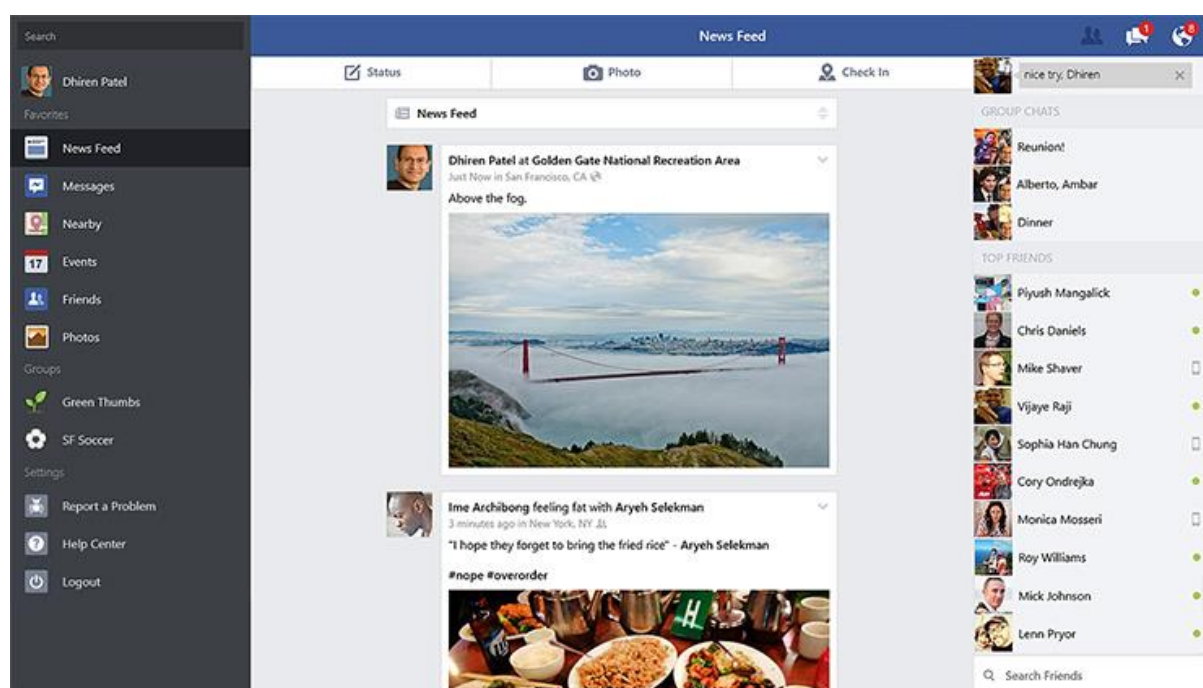 Search
Dhiren Patel
Favorites
News Feed
Messages
Nearby
17 Events
Friends
Photos
Groups
Green Thumbs
SF Soccer
Settings
Report a Problem
Help Center
Logout
News Feed
1
8
Status
Photo
Check In
News Feed
Dhiren Patel at Golden Gate National Recreation Area
Just Now in San Francisco, CA
Above the fog.
Ime Archibong feeling fat with Aryeh Selekman
3 minutes ago in New York, NY
"I hope they forget to bring the fried rice" - Aryeh Selekman
#nope #overorder
H
nice try, Dhiren
GROUP CHATS
Reunion!
Alberto, Ambar
Dinner
TOP FRIENDS
Piyush Mangalick
Chris Daniels
Mike Shaver
Vijaye Raji
Sophia Han Chung
Cory Ondrejka
Monica Mosseri
Roy Williams
Mick Johnson
Lenn Pryor
Search Friends